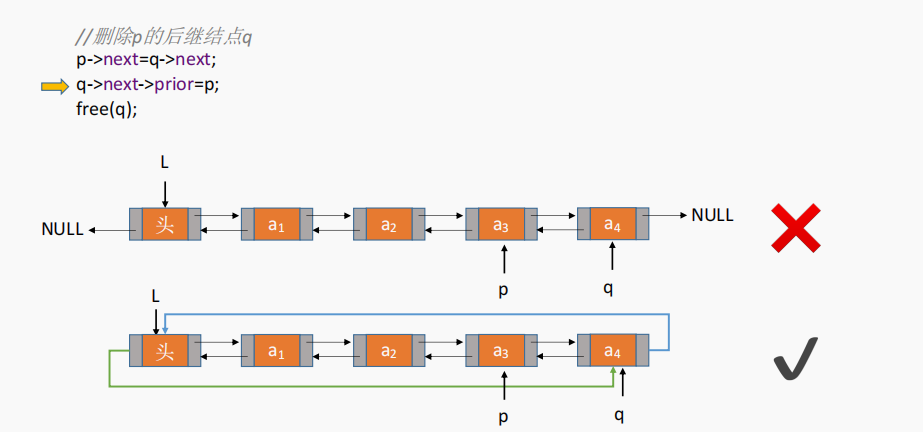 //删除p的后继结点q
p->next=q->next;
q->next->prior=p;
free(q);
L
NULL 头 a₁ a₂ a₃ a₄ NULL
p q
L
头 a₁ a₂ a₃ a₄
p q